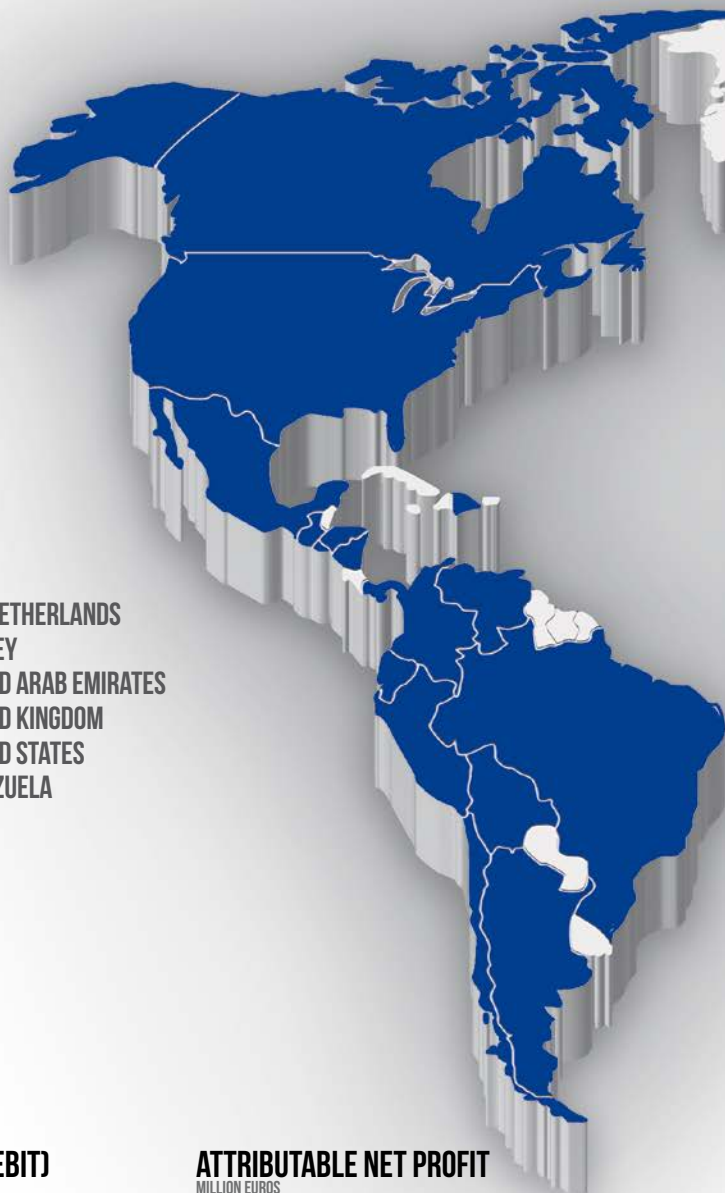 ETHERLANDS
EY
D ARAB EMIRATES
D KINGDOM
D STATES
ZUELA
EBIT)
ATTRIBUTABLE NET PROFIT
MILLION EUROS